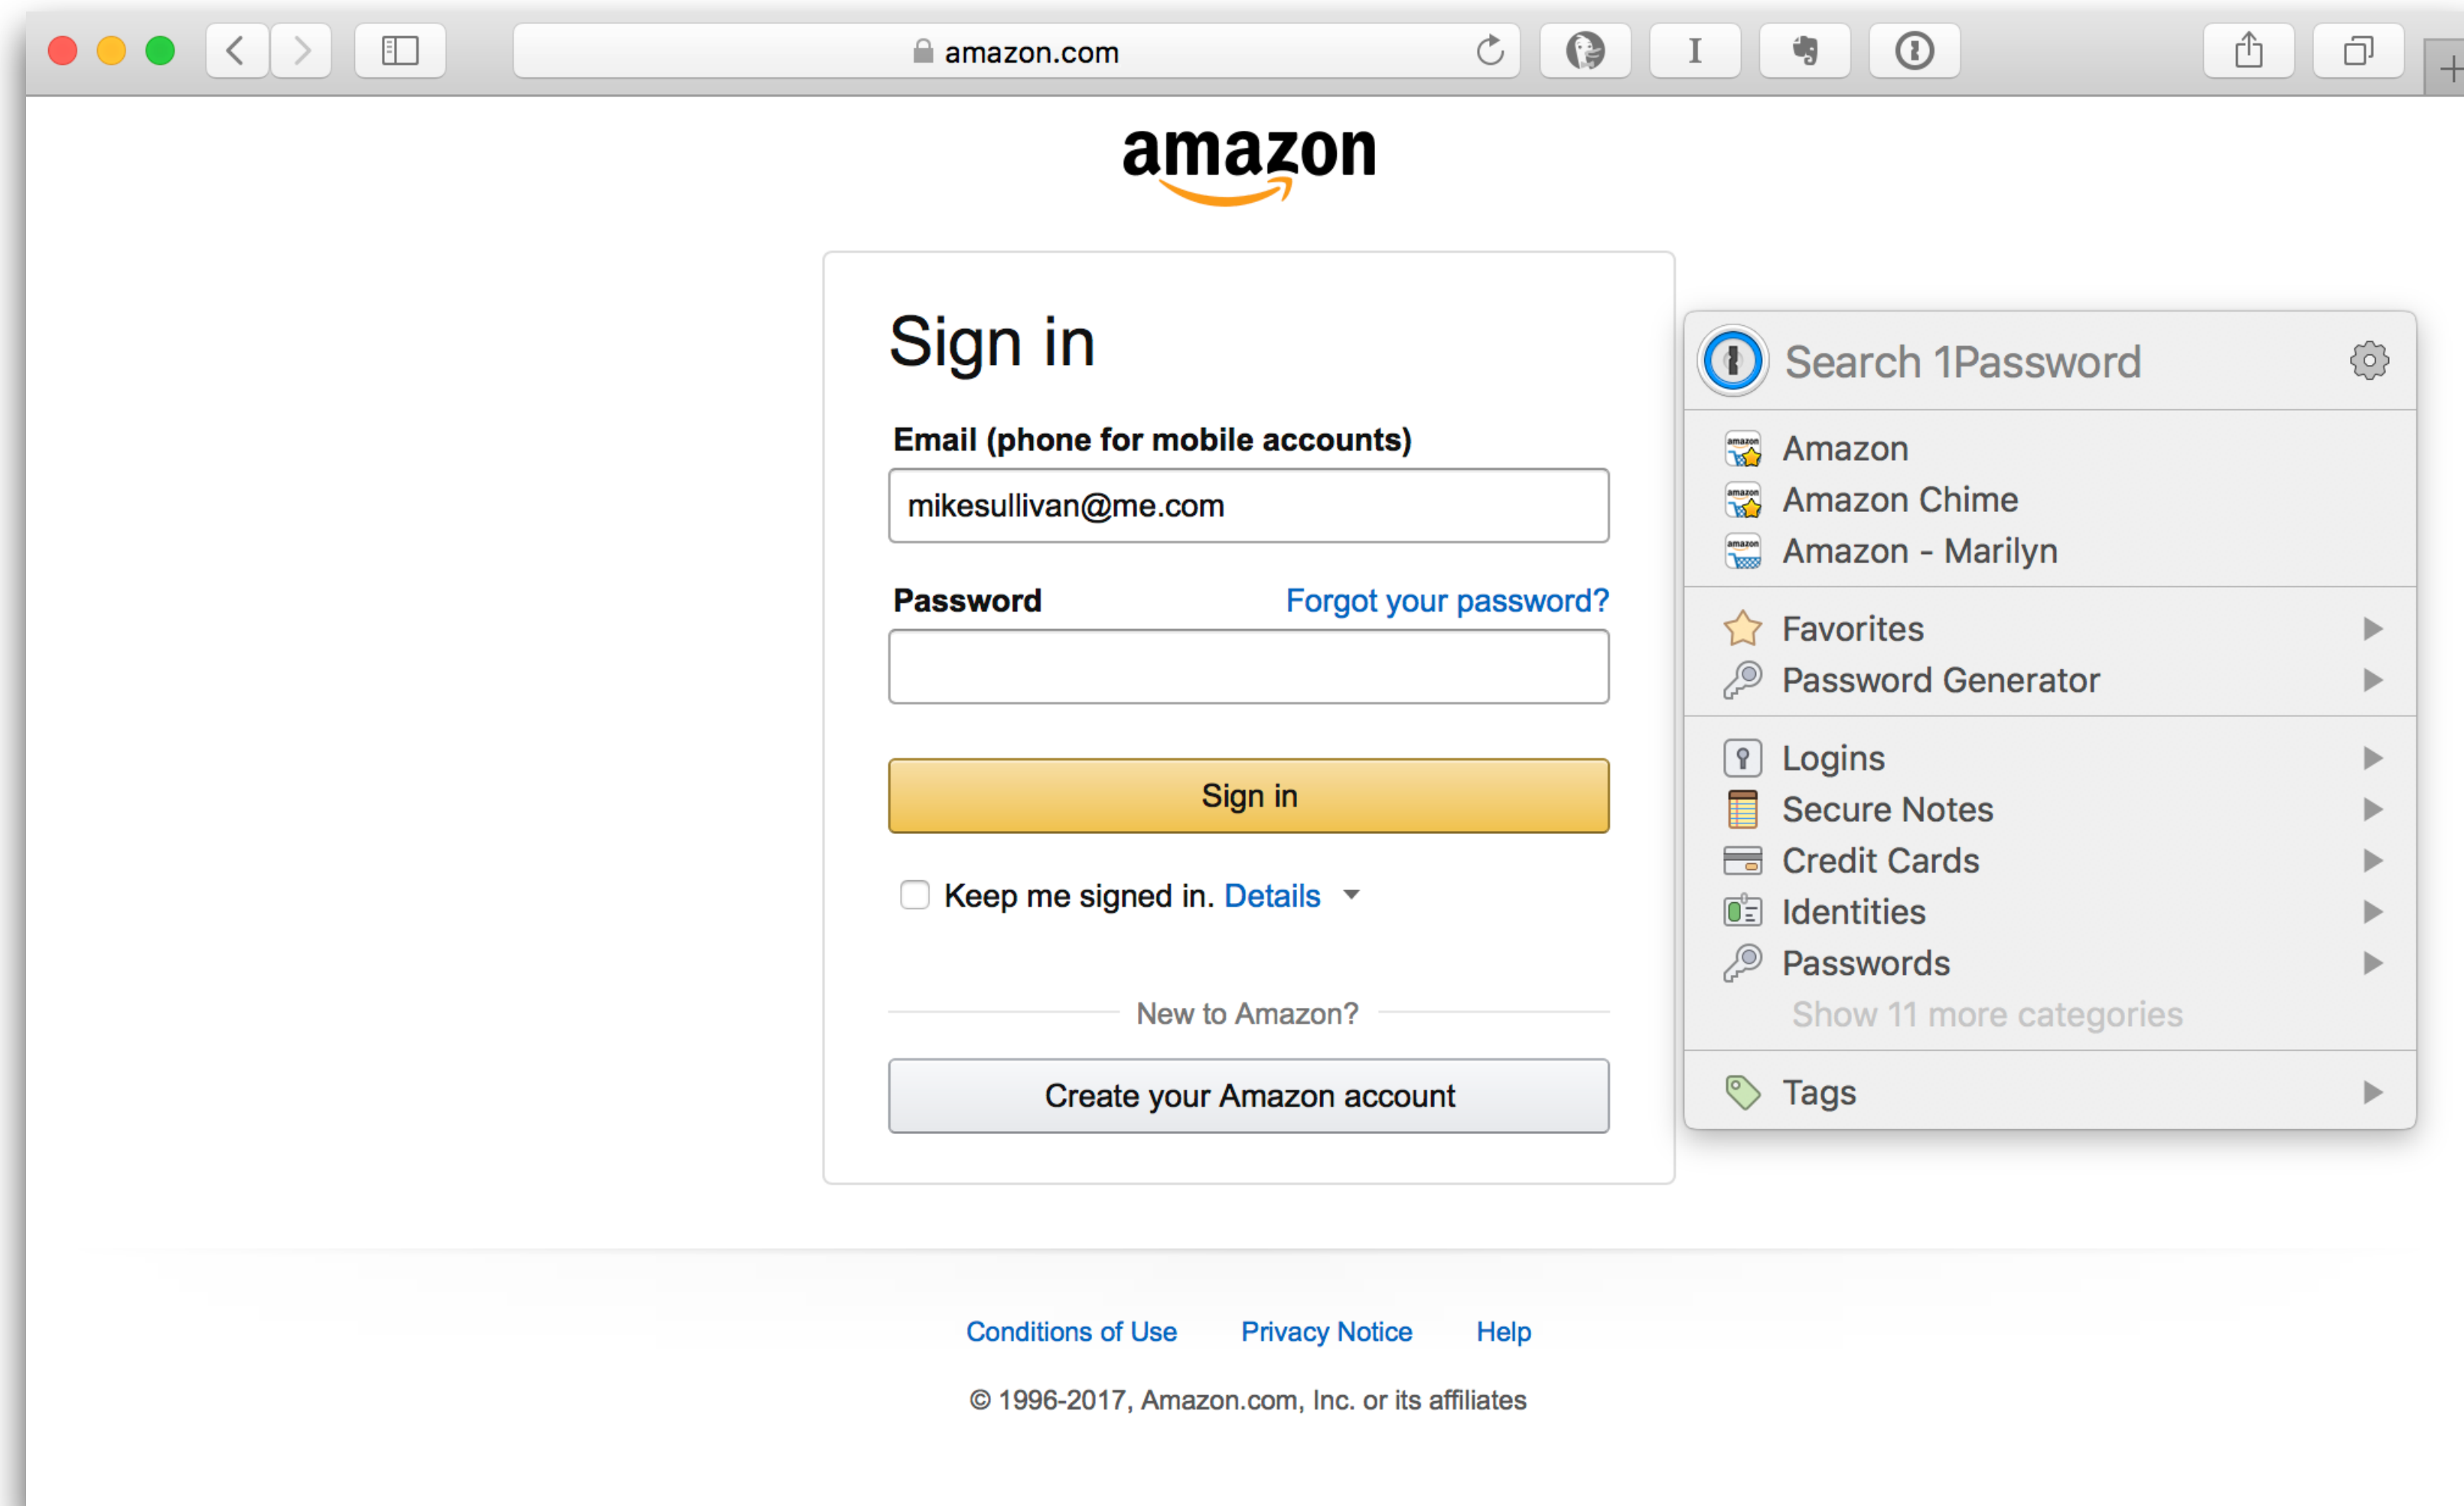 amazon.com
amazon
Sign in
Email (phone for mobile accounts)
mikesullivan@me.com
Password Forgot your password?
Sign in
Keep me signed in. Details
New to Amazon?
Create your Amazon account
Search 1Password
amazon Amazon
amazon Amazon Chime
amazon Amazon - Marilyn
Favorites
Password Generator
Logins
Secure Notes
Credit Cards
Identities
Passwords
Show 11 more categories
Tags
Conditions of Use Privacy Notice Help
© 1996-2017, Amazon.com, Inc. or its affiliates